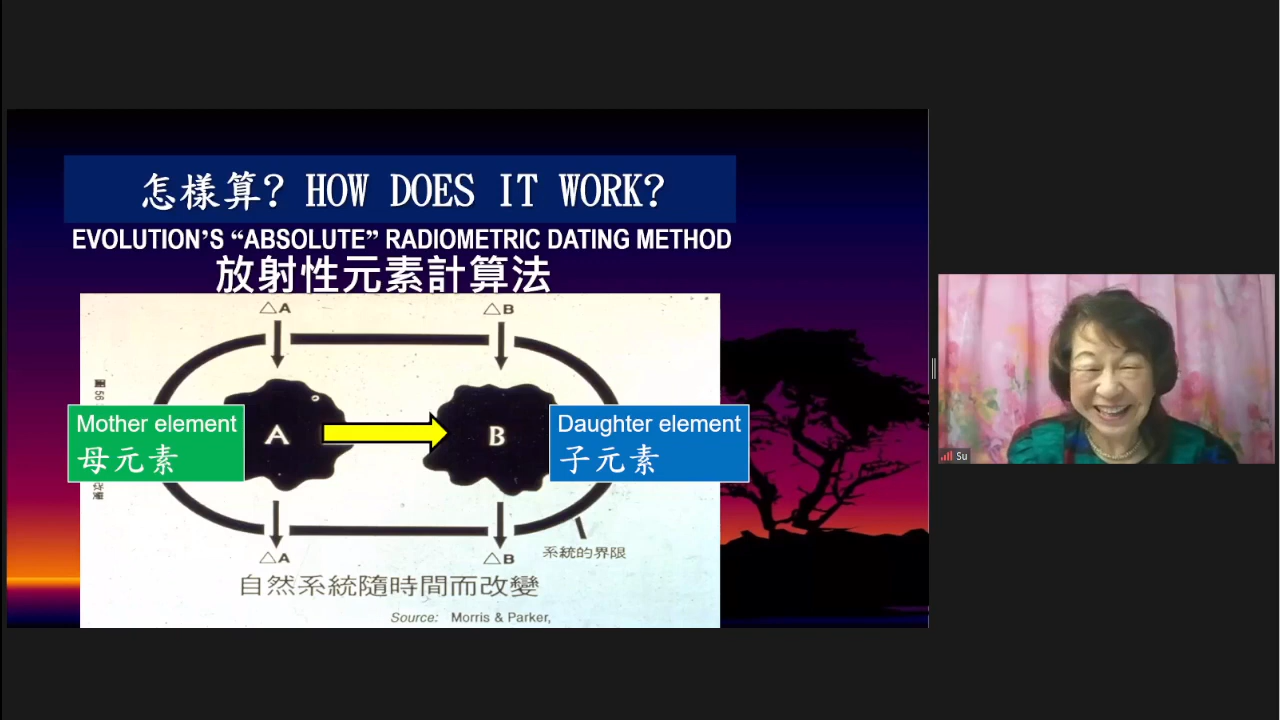 怎樣算? HOW DOES IT WORK?
EVOLUTION'S “ABSOLUTE” RADIOMETRIC DATING METHOD
放射性元素計算法
△A
△B
Mother element
母元素
A
B
Daughter element
子元素
△A
△B
系統的界限
自然系統隨時間而改變
Source: Morris & Parker,
Su